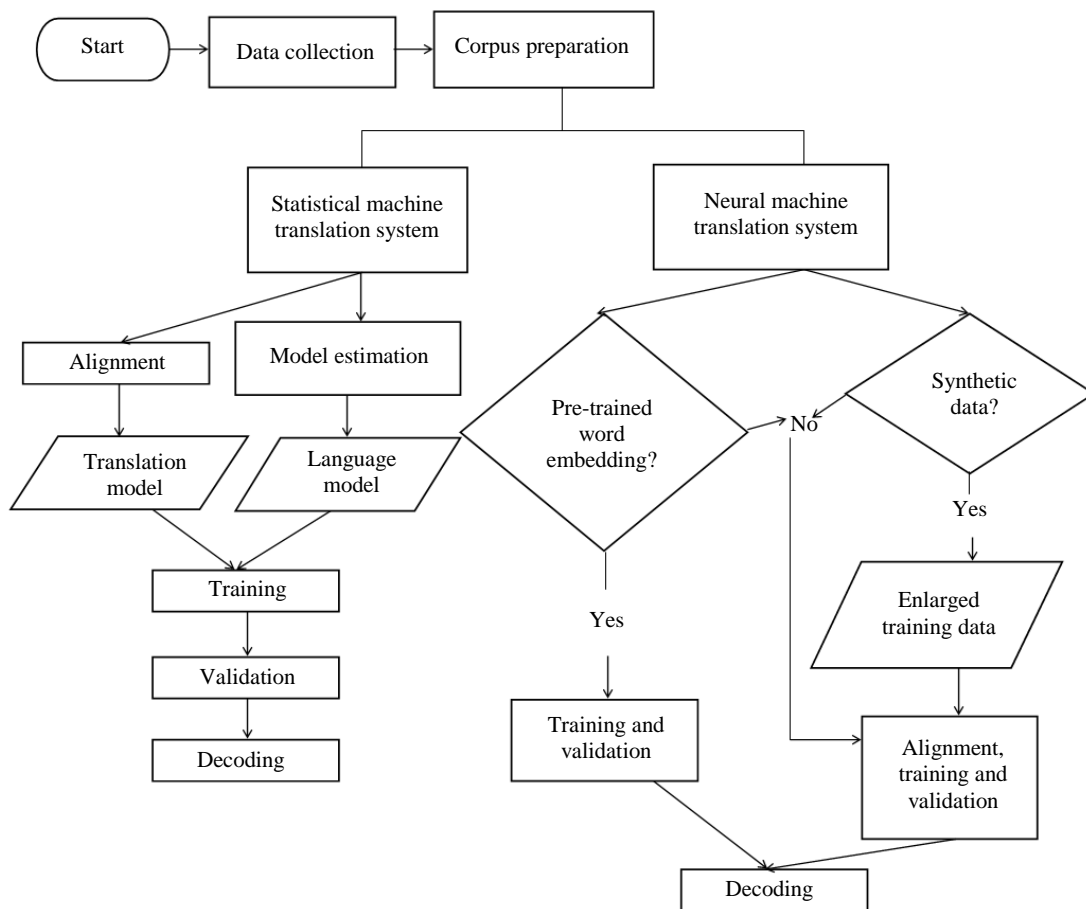 Start
Data collection
Corpus preparation
Statistical machine
translation system
Neural machine
translation system
Alignment
Model estimation
Pre-trained
word
embedding?
No
Synthetic
data?
Translation
model
Language
model
Yes
Training
Enlarged
training data
Yes
Validation
Training and
validation
Decoding
Alignment,
training and
validation
Decoding